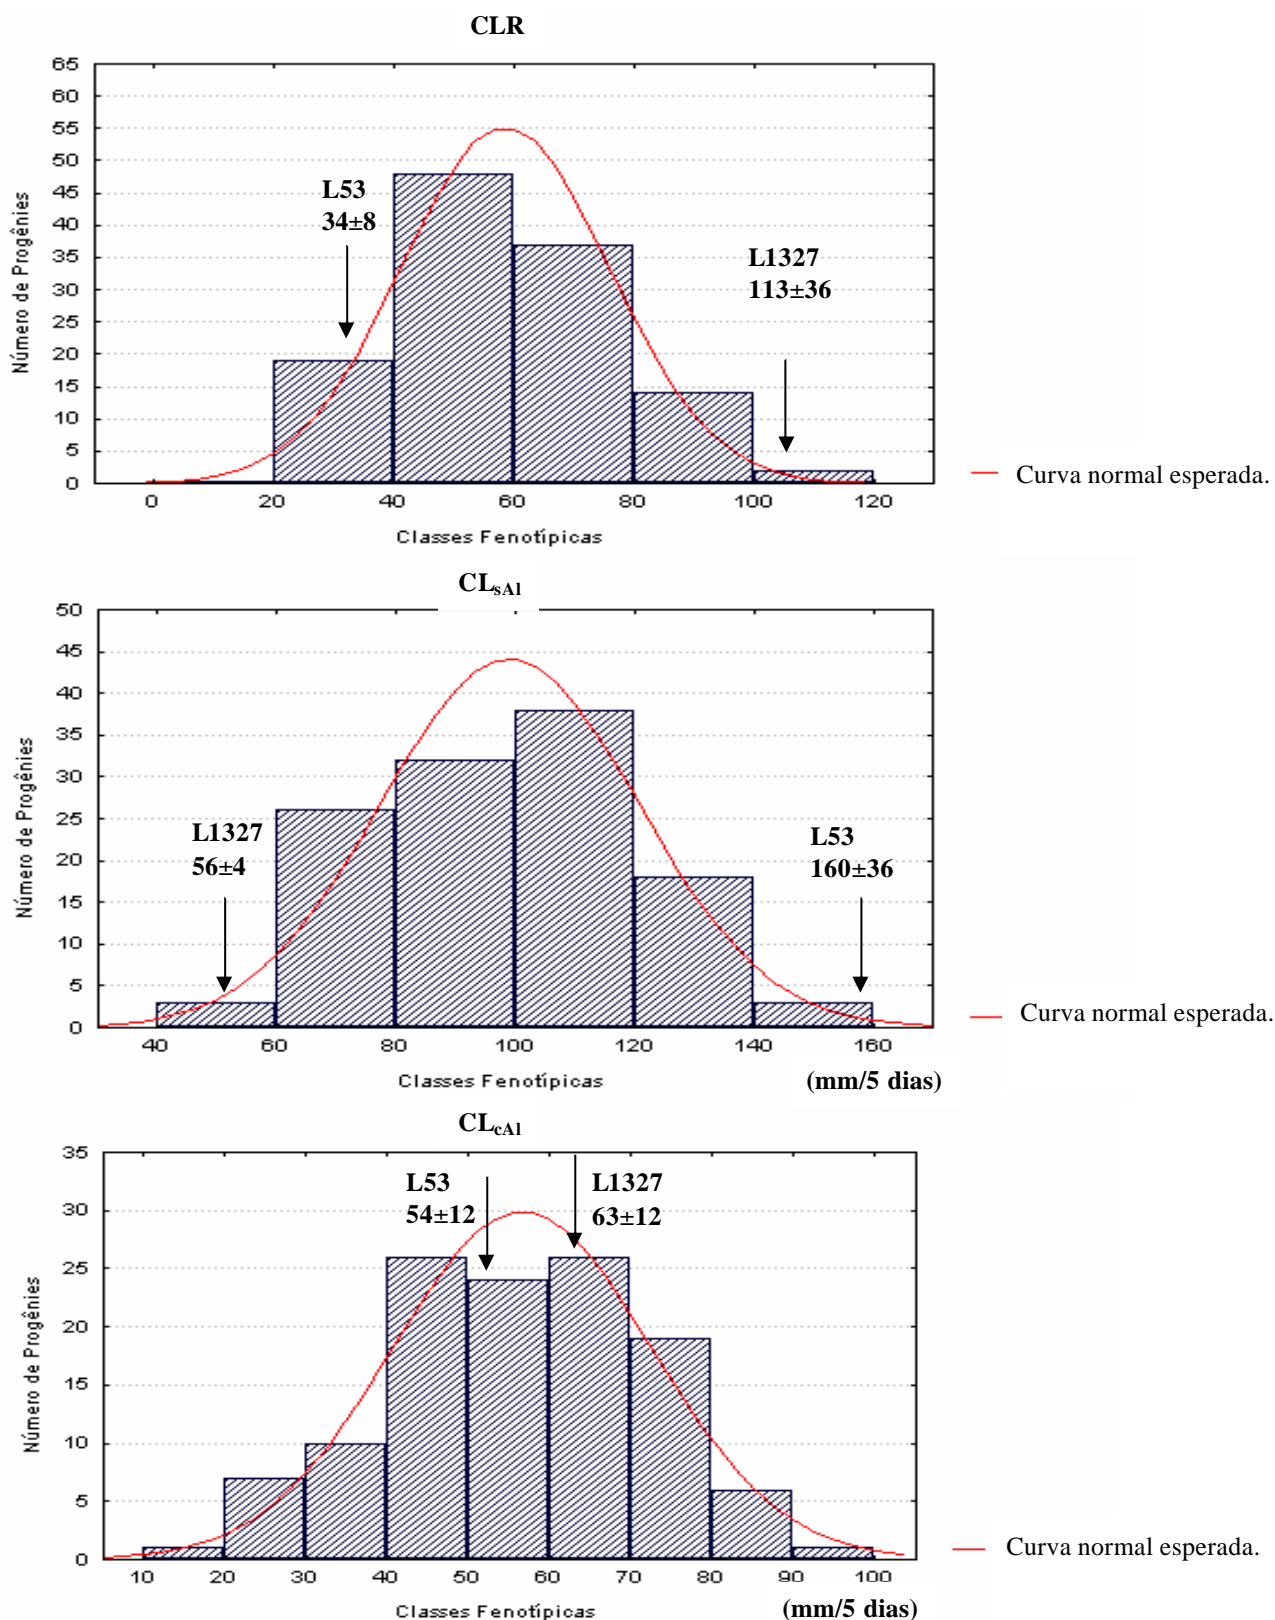 CLR
65
60
55
50
45
40
35
30
25
20
15
10
5
0
Número de Progênies
L53
34±8
L1327
113±36
0 20 40 60 80 100 120
Classes Fenotípicas
Curva normal esperada.
CLsAl
50
45
40
35
30
25
20
15
10
5
0
Número de Progênies
L1327
56±4
L53
160±36
40 60 80 100 120 140 160
Classes Fenotípicas
(mm/5 dias)
Curva normal esperada.
CLcAl
35
30
25
20
15
10
5
0
Número de Progênies
L53
54±12
L1327
63±12
10 20 30 40 50 60 70 80 90 100
Classes Fenotípicas
(mm/5 dias)
Curva normal esperada.